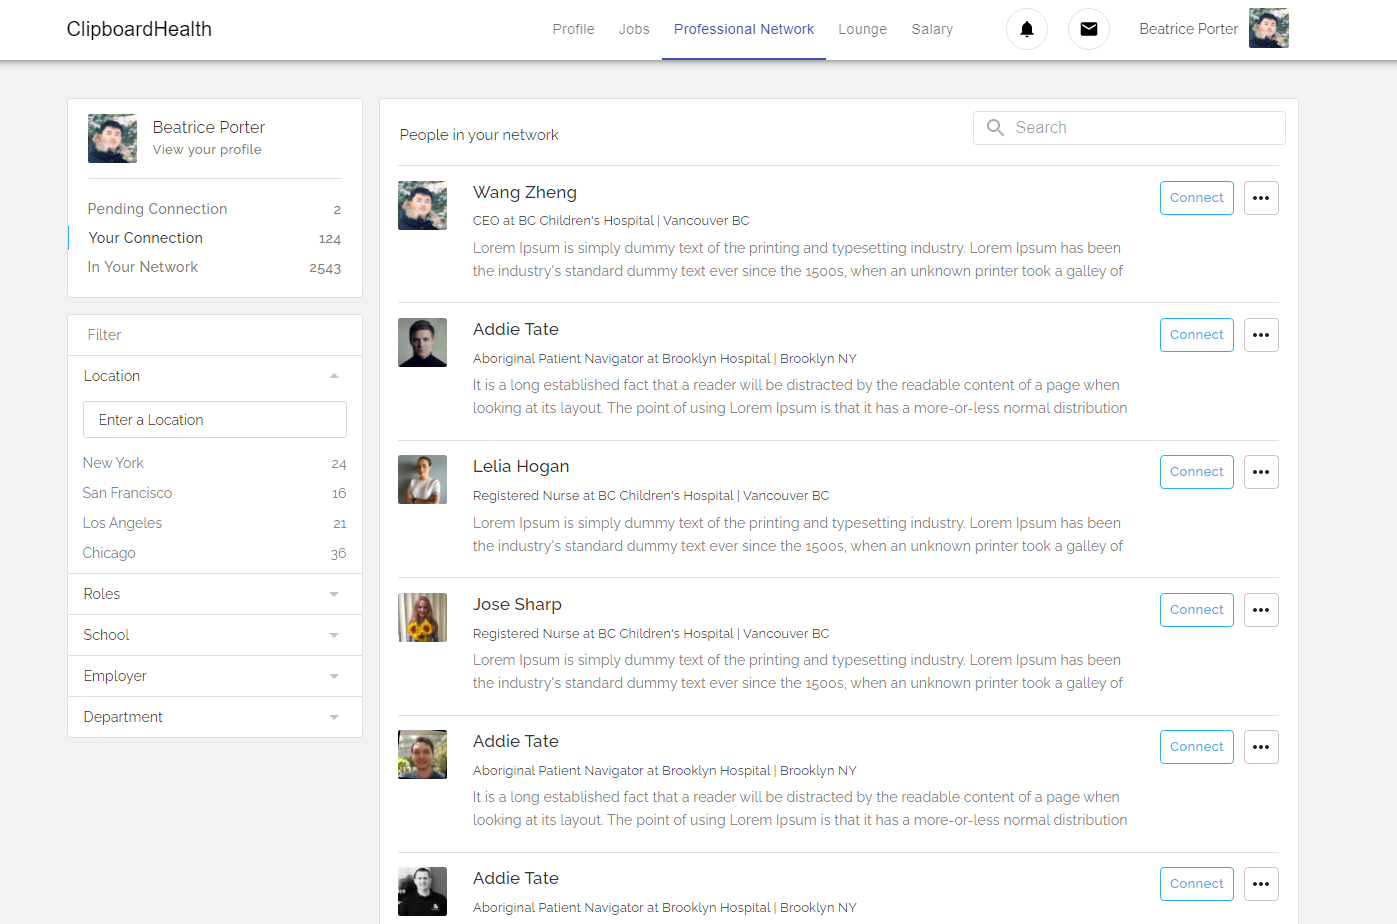 ClipboardHealth
Profile
Jobs
Professional Network
Lounge
Salary
Beatrice Porter
Beatrice Porter
View your profile
Pending Connection 2
Your Connection 124
In Your Network 2543
Filter
Location
Enter a Location
New York 24
San Francisco 16
Los Angeles 21
Chicago 36
Roles
School
Employer
Department
People in your network
Search
Wang Zheng
Connect
CEO at BC Children's Hospital | Vancouver BC
Lorem Ipsum is simply dummy text of the printing and typesetting industry. Lorem Ipsum has been
the industry's standard dummy text ever since the 1500s, when an unknown printer took a galley of
Addie Tate
Connect
Aboriginal Patient Navigator at Brooklyn Hospital | Brooklyn NY
It is a long established fact that a reader will be distracted by the readable content of a page when
looking at its layout. The point of using Lorem Ipsum is that it has a more-or-less normal distribution
Lelia Hogan
Connect
Registered Nurse at BC Children's Hospital | Vancouver BC
Lorem Ipsum is simply dummy text of the printing and typesetting industry. Lorem Ipsum has been
the industry's standard dummy text ever since the 1500s, when an unknown printer took a galley of
Jose Sharp
Connect
Registered Nurse at BC Children's Hospital | Vancouver BC
Lorem Ipsum is simply dummy text of the printing and typesetting industry. Lorem Ipsum has been
the industry's standard dummy text ever since the 1500s, when an unknown printer took a galley of
Addie Tate
Connect
Aboriginal Patient Navigator at Brooklyn Hospital | Brooklyn NY
It is a long established fact that a reader will be distracted by the readable content of a page when
looking at its layout. The point of using Lorem Ipsum is that it has a more-or-less normal distribution
Addie Tate
Connect
Aboriginal Patient Navigator at Brooklyn Hospital | Brooklyn NY